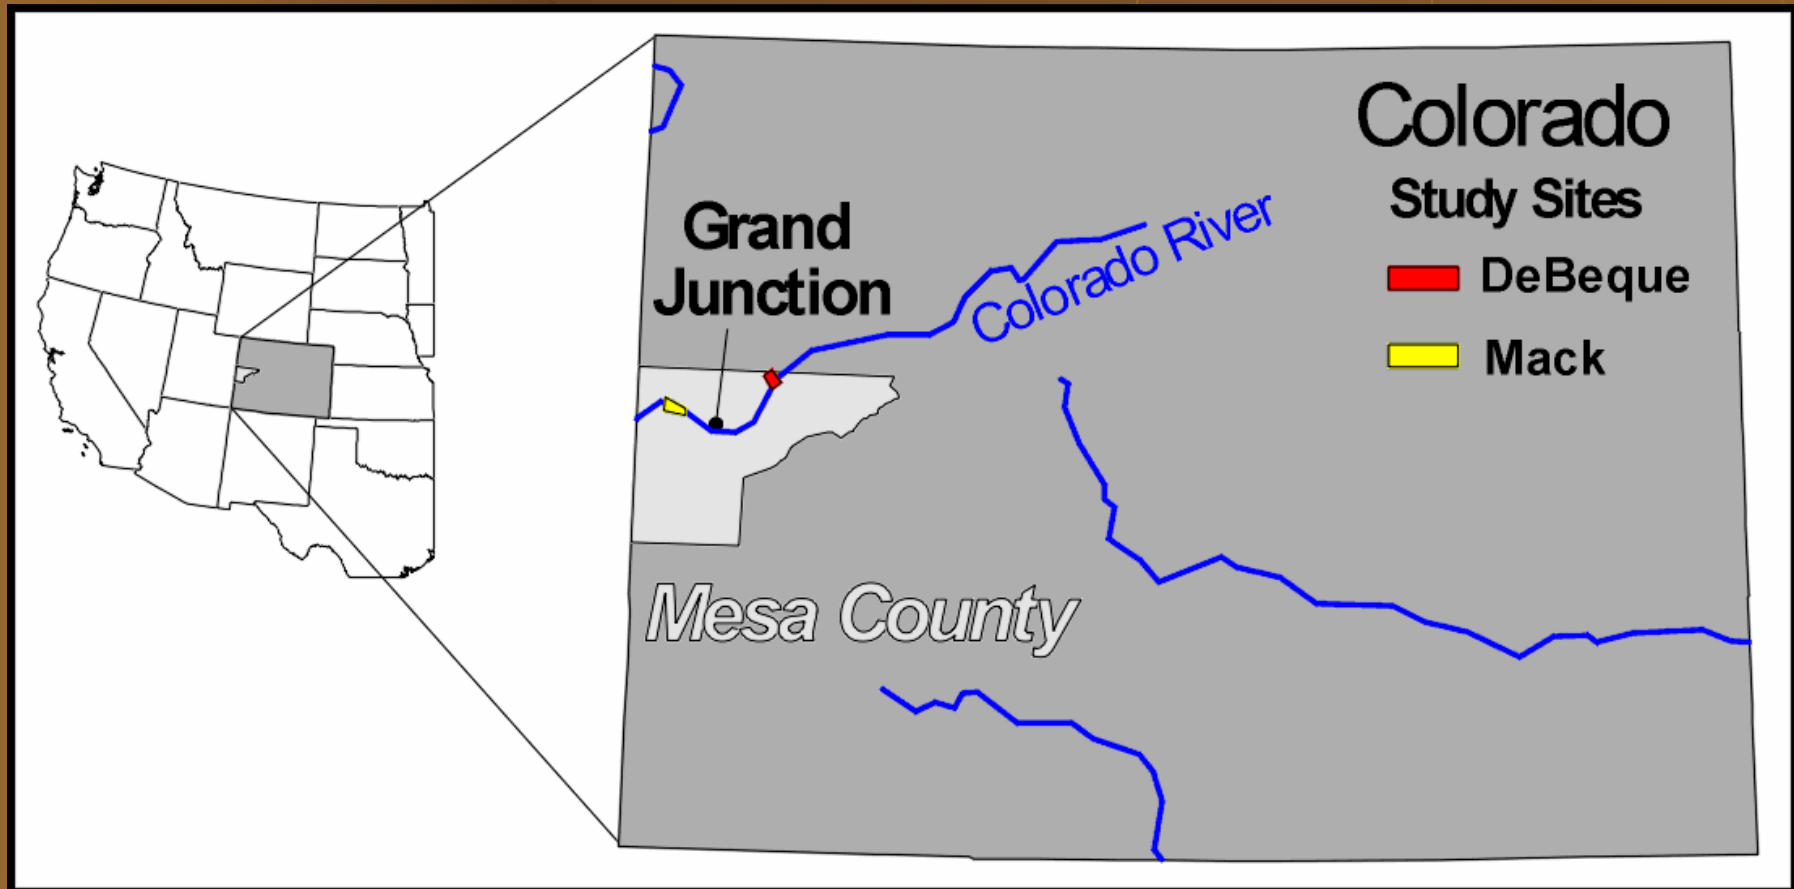 Colorado
Study Sites
DeBeque
Mack
Grand
Junction
Colorado River
Mesa County